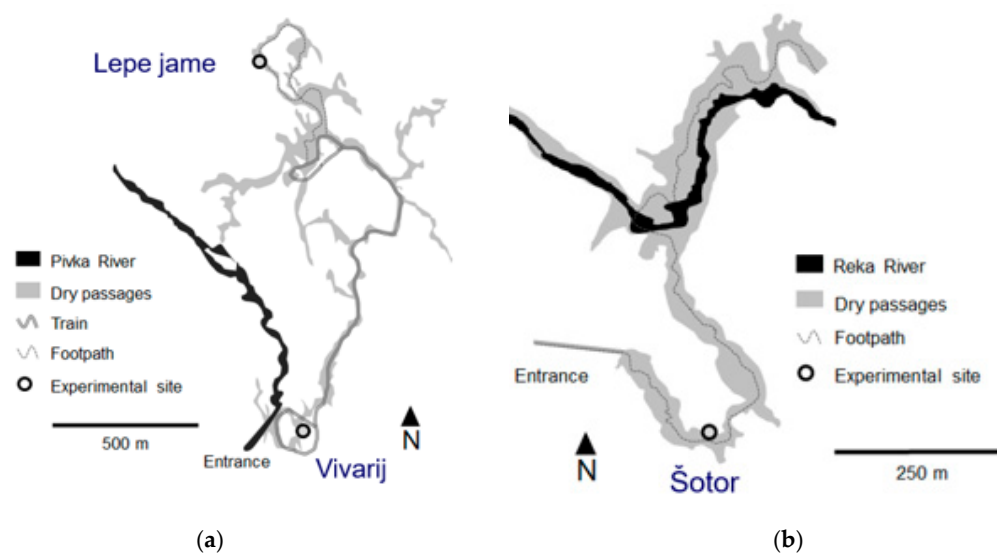 Lepe jame
Pivka River
Dry passages
Train
Footpath
Experimental site
500 m
Entrance
N
Vivarij
(a)
Reka River
Dry passages
Footpath
Experimental site
Entrance
N
250 m
Šotor
(b)